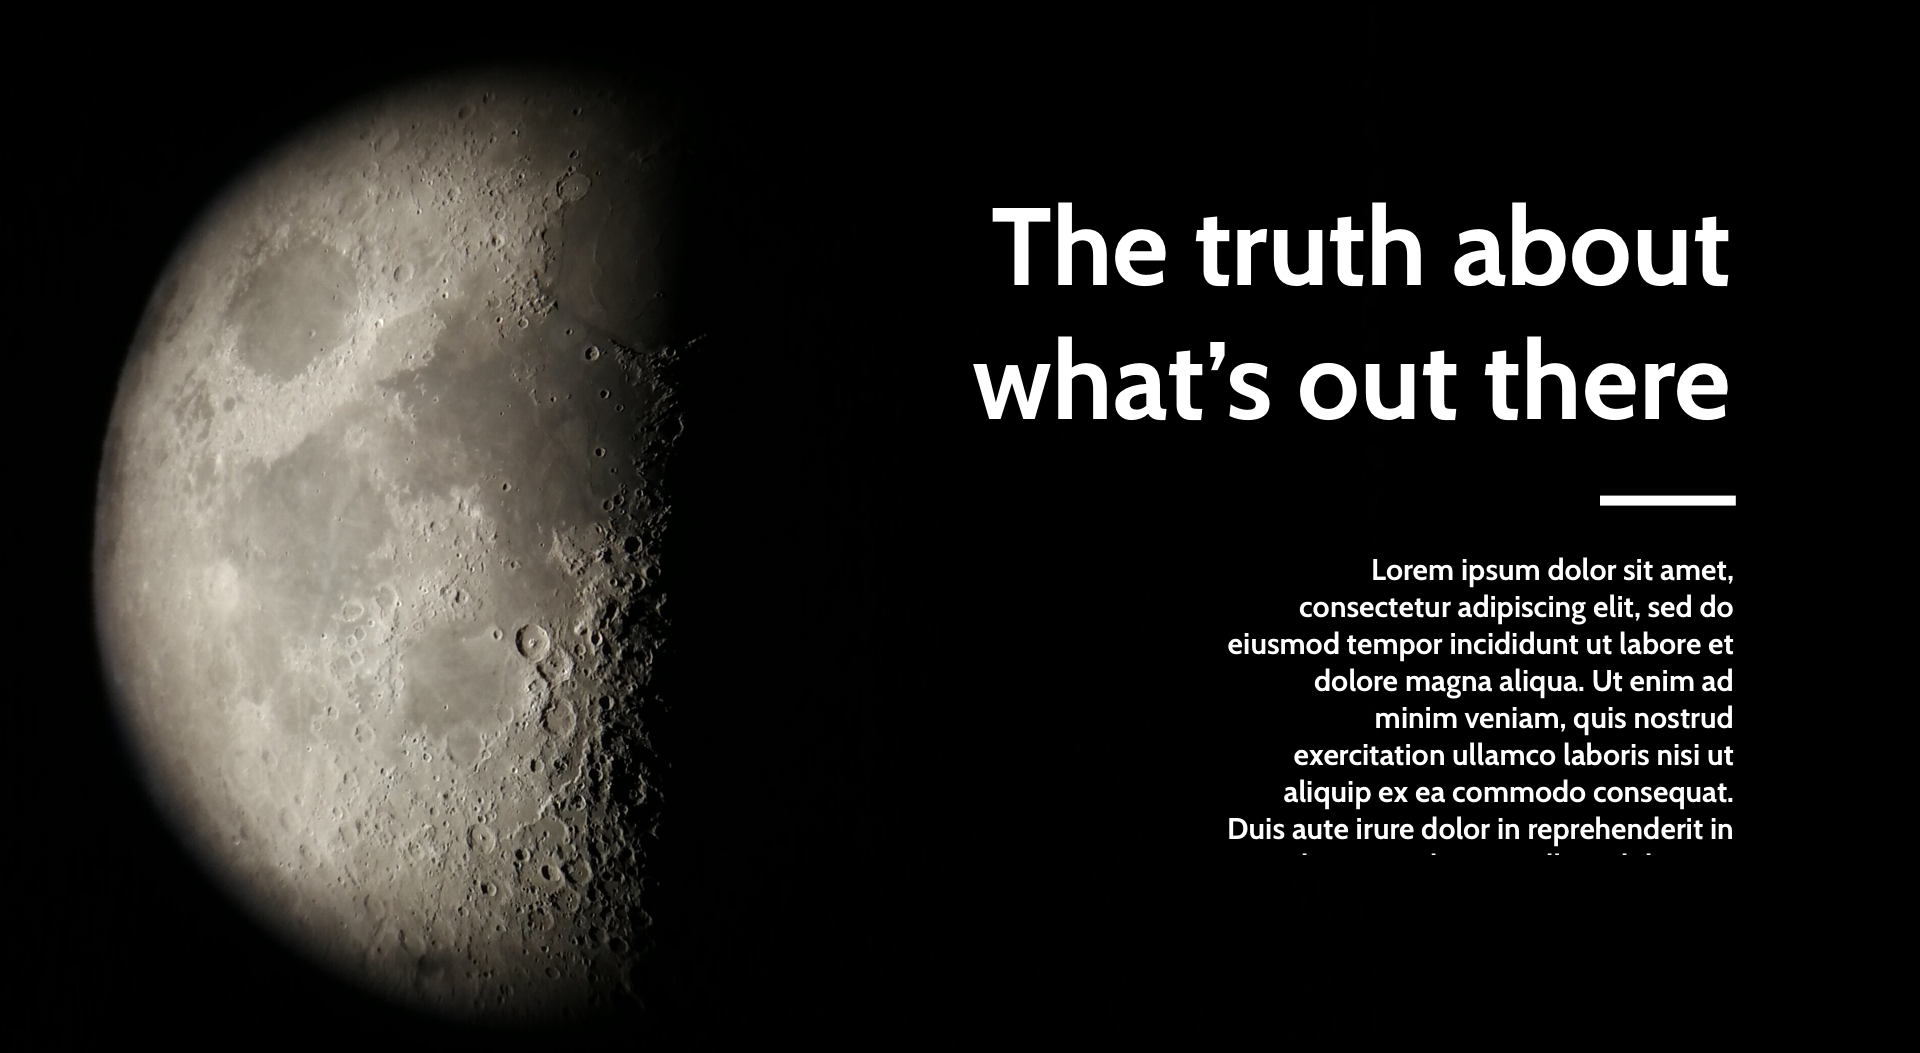 The truth about
what’s out there
Lorem ipsum dolor sit amet,
consectetur adipiscing elit, sed do
eiusmod tempor incididunt ut labore et
dolore magna aliqua. Ut enim ad
minim veniam, quis nostrud
exercitation ullamco laboris nisi ut
aliquip ex ea commodo consequat.
Duis aute irure dolor in reprehenderit in